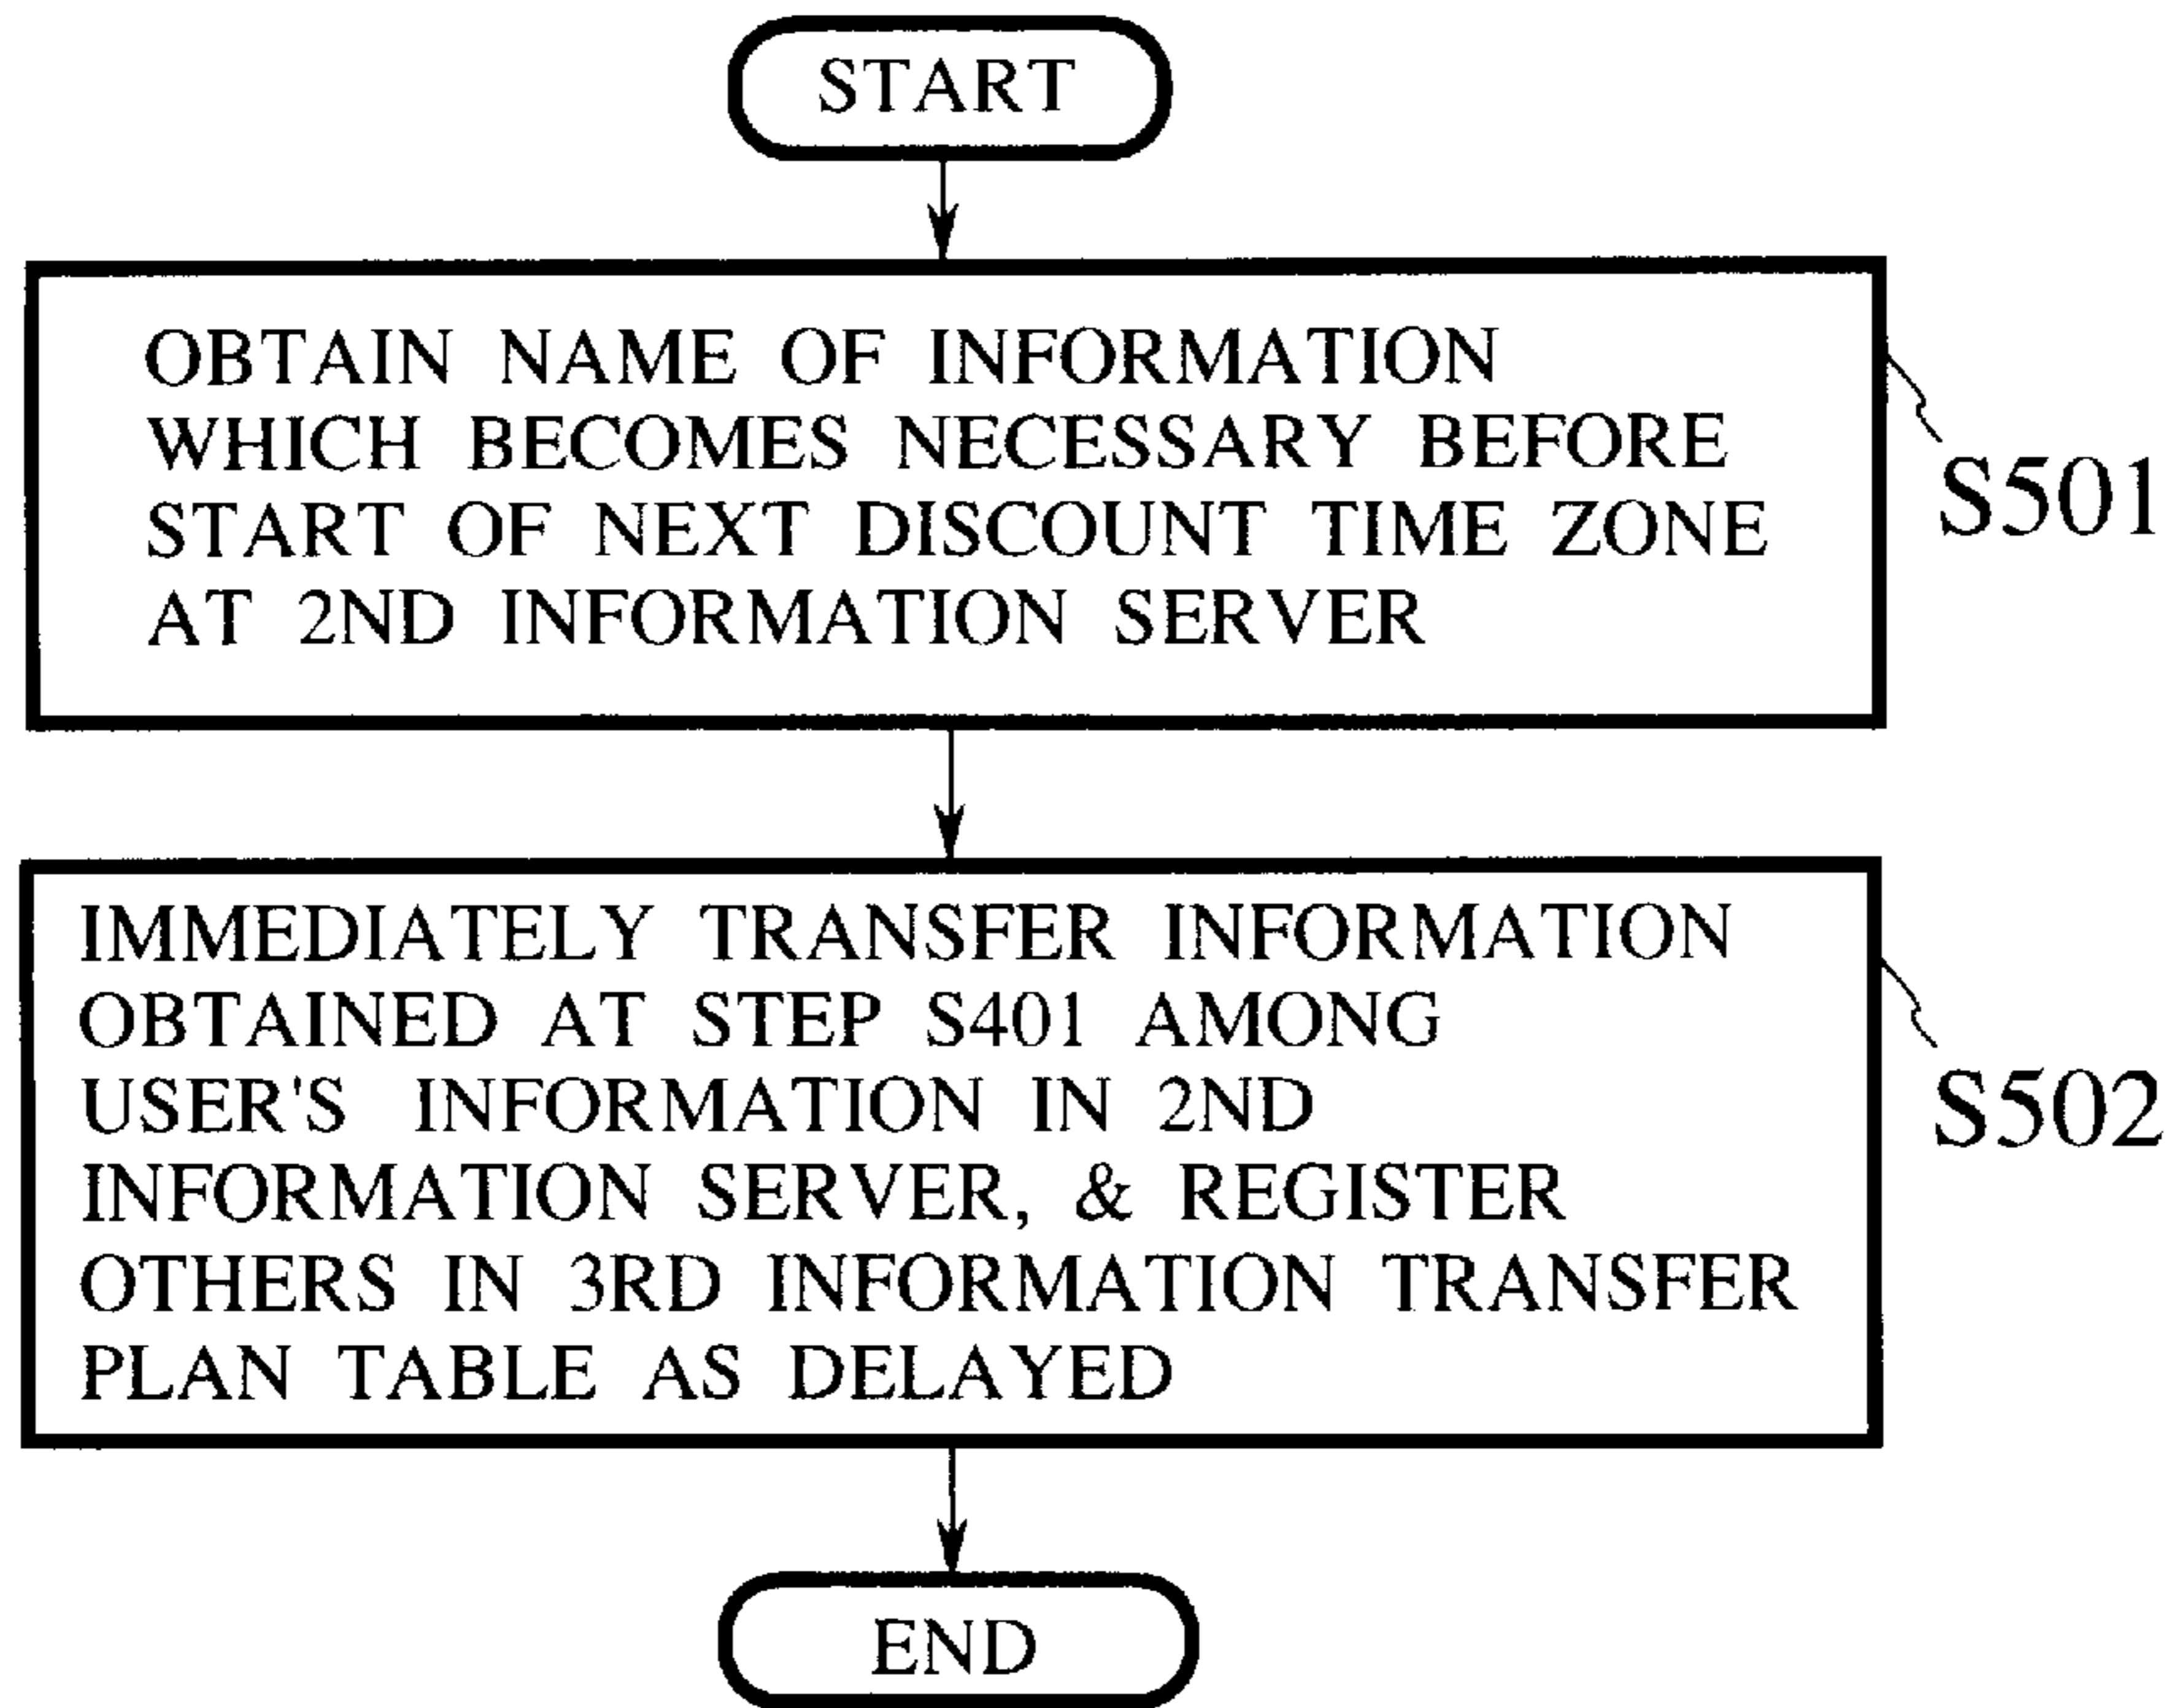 START
OBTAIN NAME OF INFORMATION
WHICH BECOMES NECESSARY BEFORE
START OF NEXT DISCOUNT TIME ZONE
AT 2ND INFORMATION SERVER
S501
IMMEDIATELY TRANSFER INFORMATION
OBTAINED AT STEP S401 AMONG
USER'S INFORMATION IN 2ND
INFORMATION SERVER, & REGISTER
OTHERS IN 3RD INFORMATION TRANSFER
PLAN TABLE AS DELAYED
S502
END